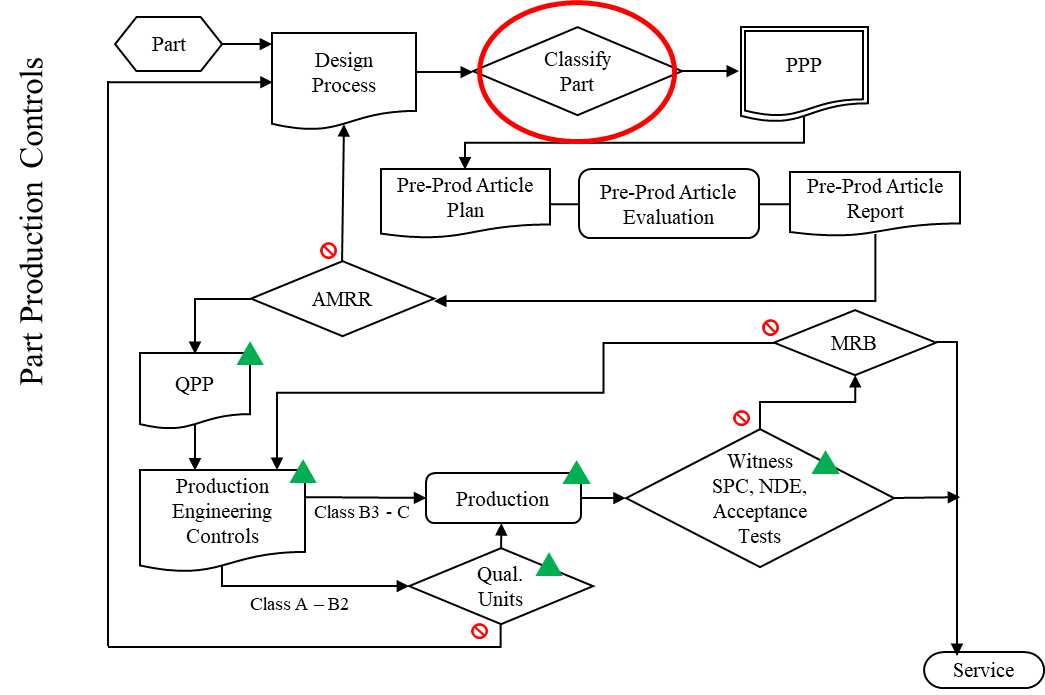 Part Production Controls
Part
Design
Process
Classify
Part
PPP
Pre-Prod Article
Plan
Pre-Prod Article
Evaluation
Pre-Prod Article
Report
AMRR
MRB
QPP
Production
Engineering
Controls
Class B3 - C
Production
Witness
SPC, NDE,
Acceptance
Tests
Class A – B2
Qual.
Units
Service